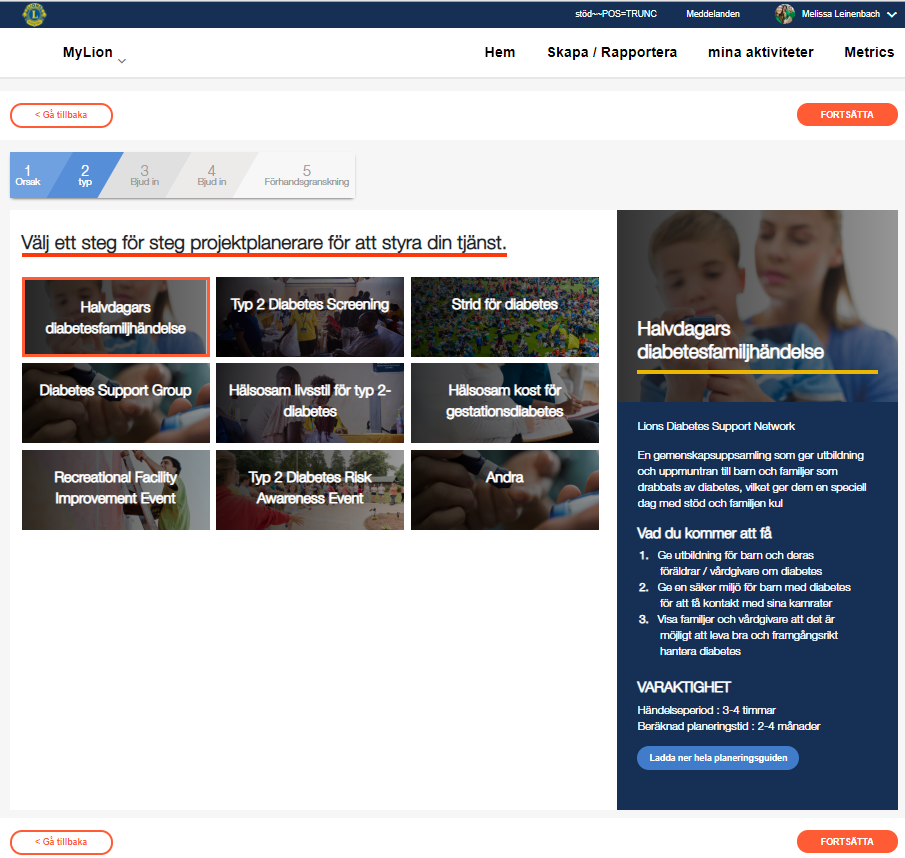 stöd~~POS=TRUNC
Meddelanden
Melissa Leinenbach
MyLion
Hem
Skapa / Rapportera
mina aktiviteter
Metrics
< Gå tillbaka
FORTSÄTTA
1
Orsak
2
typ
3
Bjud in
4
Bjud in
5
Förhandsgranskning
Välj ett steg för steg projektplanerare för att styra din tjänst.
Halvdagars
diabetesfamiljhändelse
Typ 2 Diabetes Screening
Strid för diabetes
Diabetes Support Group
Hälsosam livsstil för typ 2-
diabetes
Hälsosam kost för
gestationsdiabetes
Recreational Facility
Improvement Event
Typ 2 Diabetes Risk
Awareness Event
Andra
Halvdagars
diabetesfamiljhändelse
Lions Diabetes Support Network
En gemenskapsuppsamling som ger utbildning
och uppmuntran till barn och familjer som
drabbats av diabetes, vilket ger dem en speciell
dag med stöd och familjen kul
Vad du kommer att få
1. Ge utbildning för barn och deras
föräldrar / vårdgivare om diabetes
2. Ge en säker miljö för barn med diabetes
för att få kontakt med sina kamrater
3. Visa familjer och vårdgivare att det är
möjligt att leva bra och framgångsrikt
hantera diabetes
VARAKTIGHET
Händelseperiod : 3-4 timmar
Beräknad planeringstid : 2-4 månader
Ladda ner hela planeringsguiden
< Gå tillbaka
FORTSÄTTA